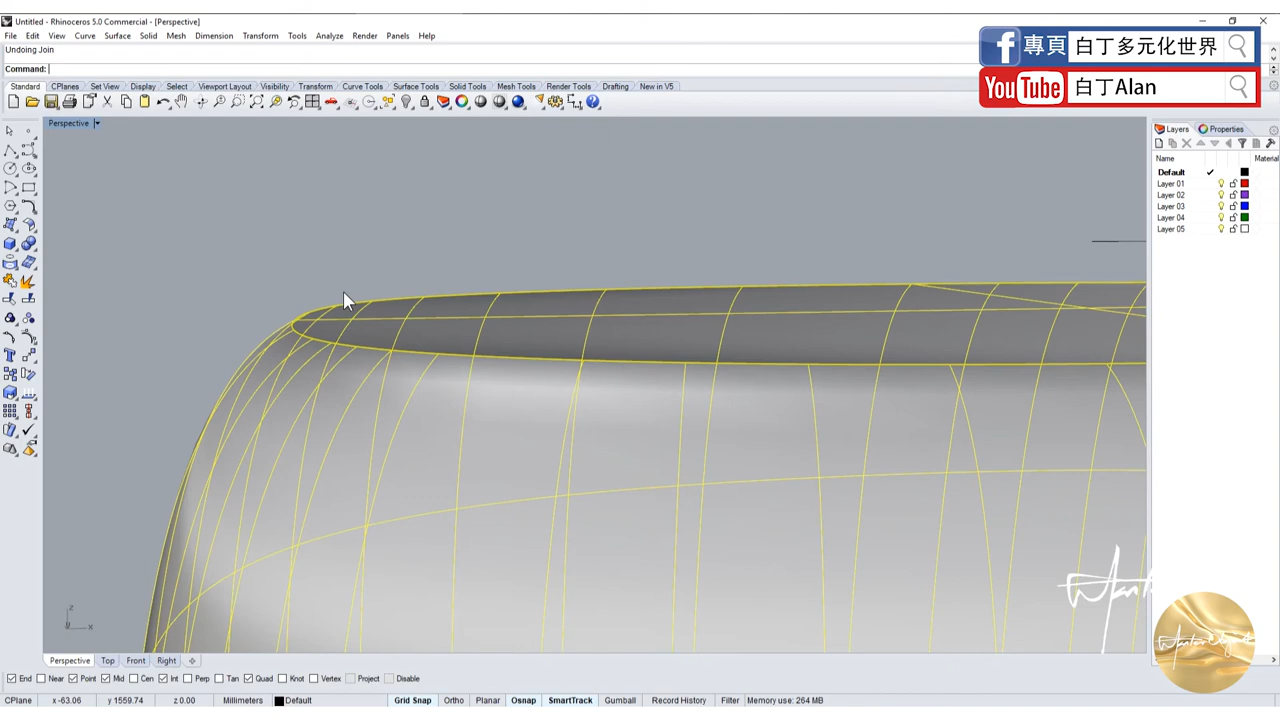 Untitled - Rhinoceros 5.0 Commercial - [Perspective]
File Edit View Curve Surface Solid Mesh Dimension Transform Tools Analyze Render Panels Help
Undoing Join
Command:
專頁 白丁多元化世界
YouTube 白丁Alan
Standard CPlanes Set View Display Select Viewport Layout Visibility Transform Curve Tools Surface Tools Solid Tools Mesh Tools Render Tools Drafting New in V5
Perspective
Layers Properties
Name Material
Default
Layer 01
Layer 02
Layer 03
Layer 04
Layer 05
z
x
Perspective Top Front Right
End Near Point Mid Cen Int Perp Tan Quad Knot Vertex Project Disable
CPlane x -63.06 y 1559.74 z 0.00 Millimeters Default Grid Snap Ortho Planar Osnap SmartTrack Gumball Record History Filter Memory use: 264 MB